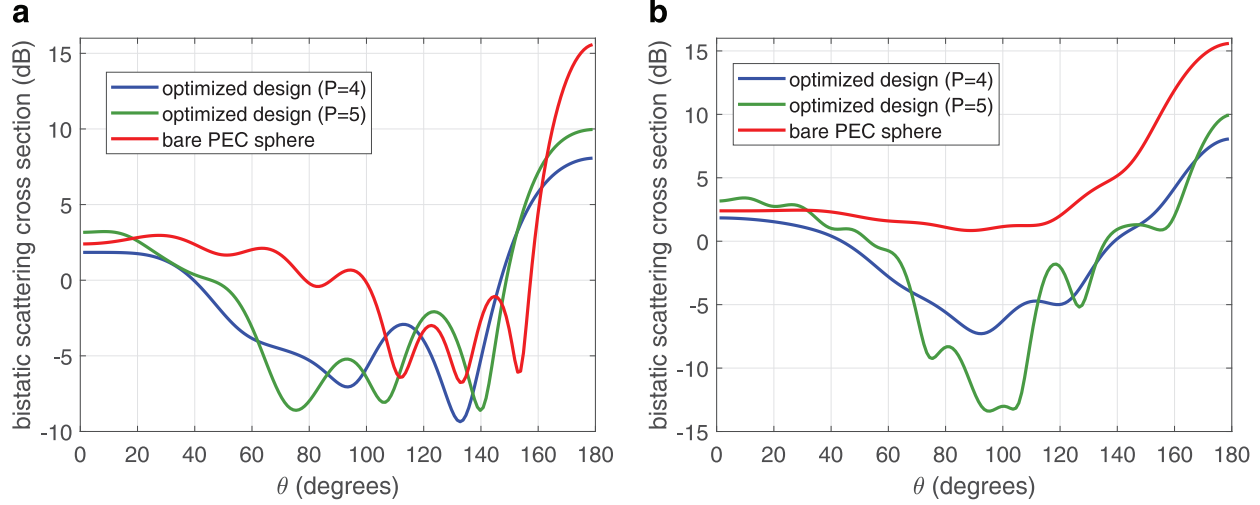 a
bistatic scattering cross section (dB)
15
10
5
0
-5
-10
optimized design (P=4)
optimized design (P=5)
bare PEC sphere
0 20 40 60 80 100 120 140 160 180
θ (degrees)
b
bistatic scattering cross section (dB)
15
10
5
0
-5
-10
-15
optimized design (P=4)
optimized design (P=5)
bare PEC sphere
0 20 40 60 80 100 120 140 160 180
θ (degrees)